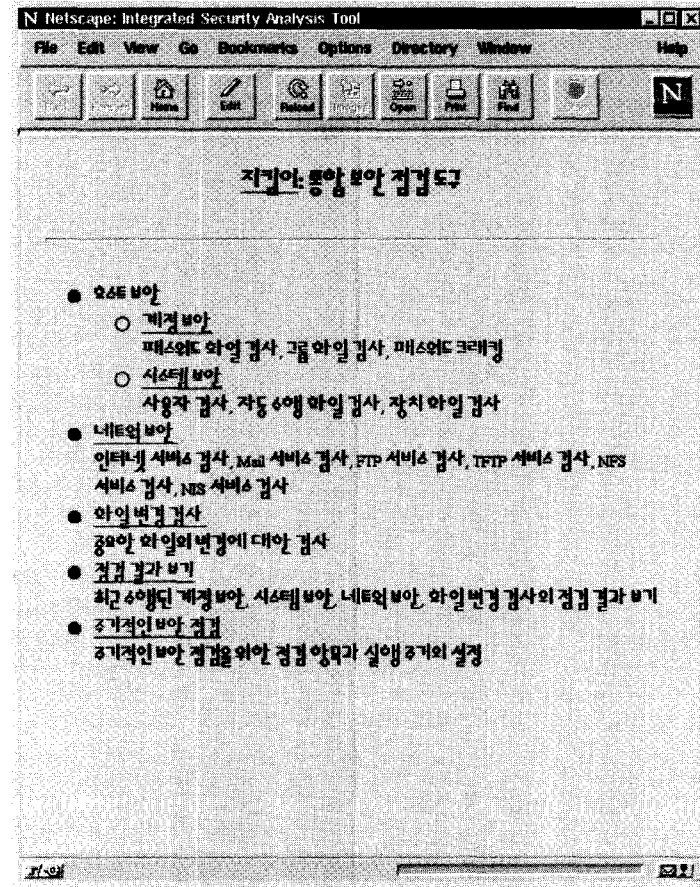 N Netscape: Integrated Security Analysis Tool
File Edit View Go Bookmarks Options Directory Window Help
Home Edit Reload Open Print Find
N
지킴이: 통합 보안 점검 도구
호스트 보안
계정 보안
패스워드 화일 검사, 그룹 화일 검사, 패스워드 크래킹
시스템 보안
사용자 검사, 자동 수행 화일 검사, 장치 화일 검사
네트웍 보안
인터넷 서비스 검사, Mail 서비스 검사, FTP 서비스 검사, TFTP 서비스 검사, NFS
서비스 검사, NIS 서비스 검사
화일 변경 검사
중요한 화일의 변경에 대한 검사
점검 결과 보기
최근 수행된 계정 보안, 시스템 보안, 네트웍 보안, 화일 변경 검사의 점검 결과 보기
주기적인 보안 점검
주기적인 보안 점검을 위한 점검 항목과 실행 주기의 설정